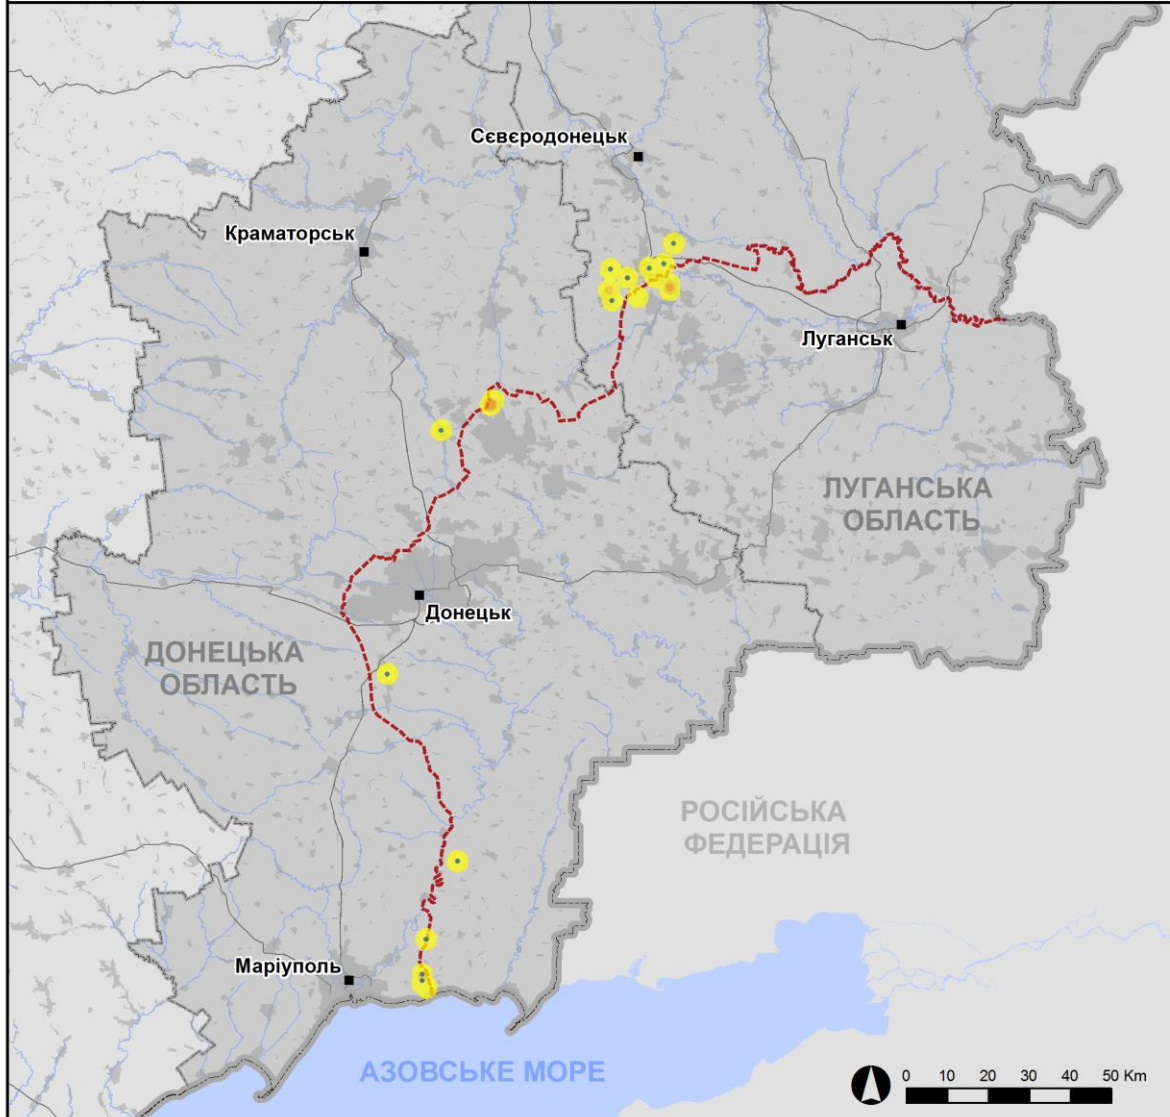 Сєвєродонецьк
Краматорськ
Луганськ
ЛУГАНСЬКА
ОБЛАСТЬ
Донецьк
ДОНЕЦЬКА
ОБЛАСТЬ
РОСІЙСЬКА
ФЕДЕРАЦІЯ
Маріуполь
АЗОВСЬКЕ МОРЕ
0 10 20 30 40 50 Km